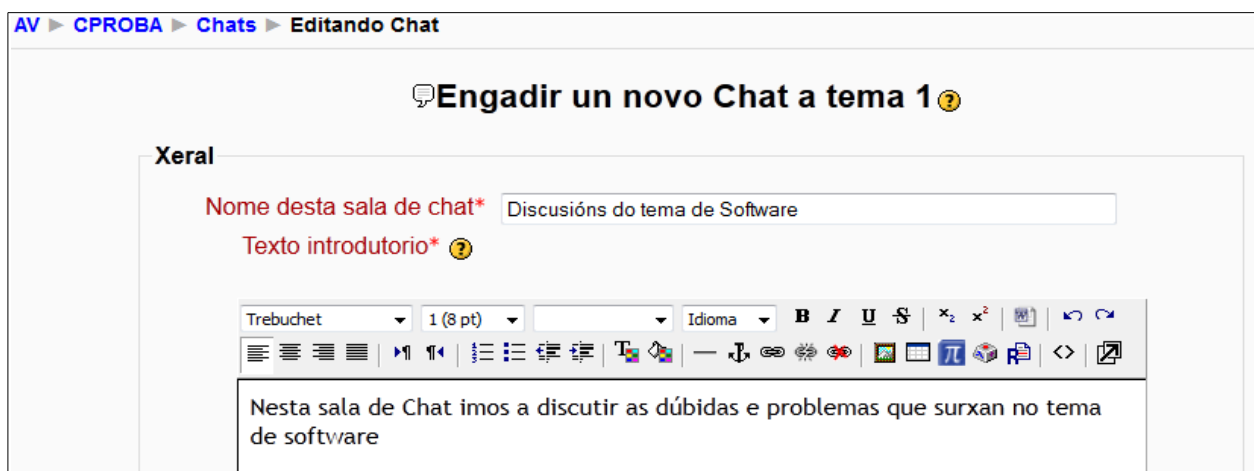 AV ► CPROBA ► Chats ► Editando Chat
Engadir un novo Chat a tema 1
Xeral
Nome desta sala de chat* Discusións do tema de Software
Texto introdutorio*
Trebuchet 1 (8 pt) Idioma B I U S x₂ x²
Nesta sala de Chat imos a discutir as dúbidas e problemas que surxan no tema
de software